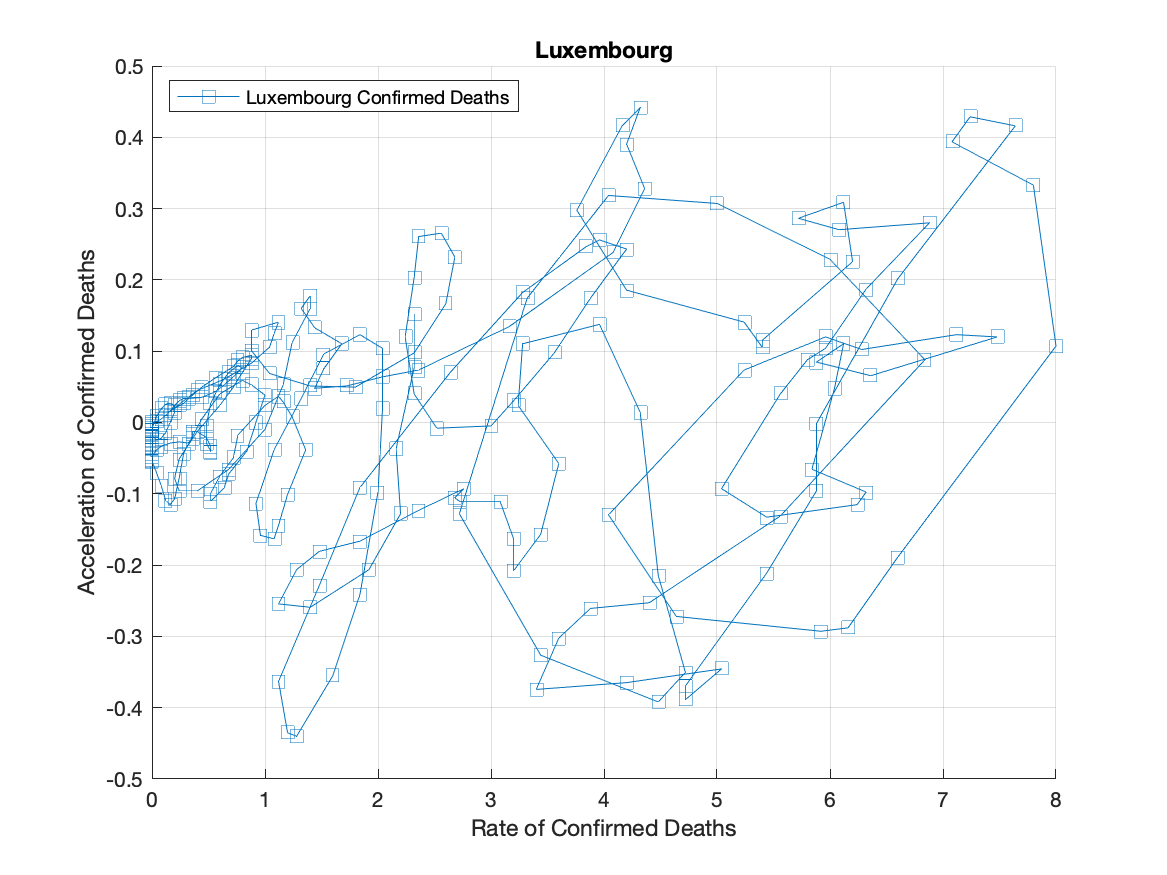 Luxembourg
Luxembourg Confirmed Deaths
0.5
0.4
0.3
0.2
0.1
0
-0.1
-0.2
-0.3
-0.4
-0.5
Acceleration of Confirmed Deaths
0 1 2 3 4 5 6 7 8
Rate of Confirmed Deaths